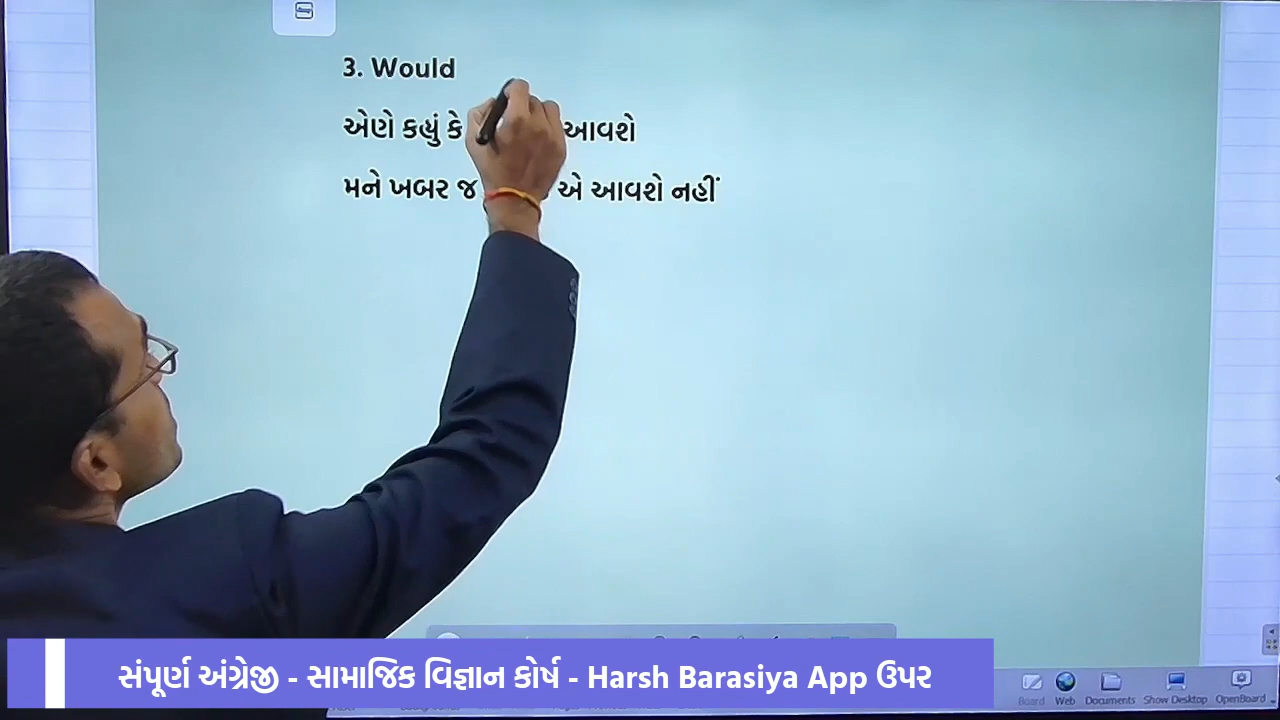 3. Would
એણે કહ્યું કે આવશે
મને ખબર જ એ આવશે નહીં
સંપૂર્ણ અંગ્રેજી - સામાજિક વિજ્ઞાન કોર્ષ - Harsh Barasiya App ઉપર
Board Web Documents Show Desktop OpenBoard